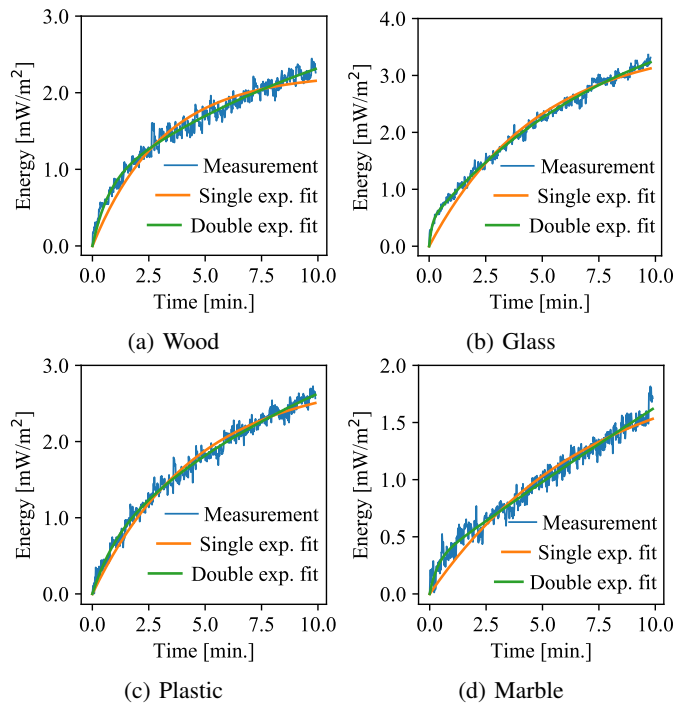 3.0
2.0
1.0
0.0
Energy [mW/m²]
Measurement
Single exp. fit
Double exp. fit
0.0 2.5 5.0 7.5 10.0
Time [min.]
(a) Wood
4.0
3.0
2.0
1.0
0.0
Energy [mW/m²]
Measurement
Single exp. fit
Double exp. fit
0.0 2.5 5.0 7.5 10.0
Time [min.]
(b) Glass
3.0
2.0
1.0
0.0
Energy [mW/m²]
Measurement
Single exp. fit
Double exp. fit
0.0 2.5 5.0 7.5 10.0
Time [min.]
(c) Plastic
2.0
1.5
1.0
0.5
0.0
Energy [mW/m²]
Measurement
Single exp. fit
Double exp. fit
0.0 2.5 5.0 7.5 10.0
Time [min.]
(d) Marble